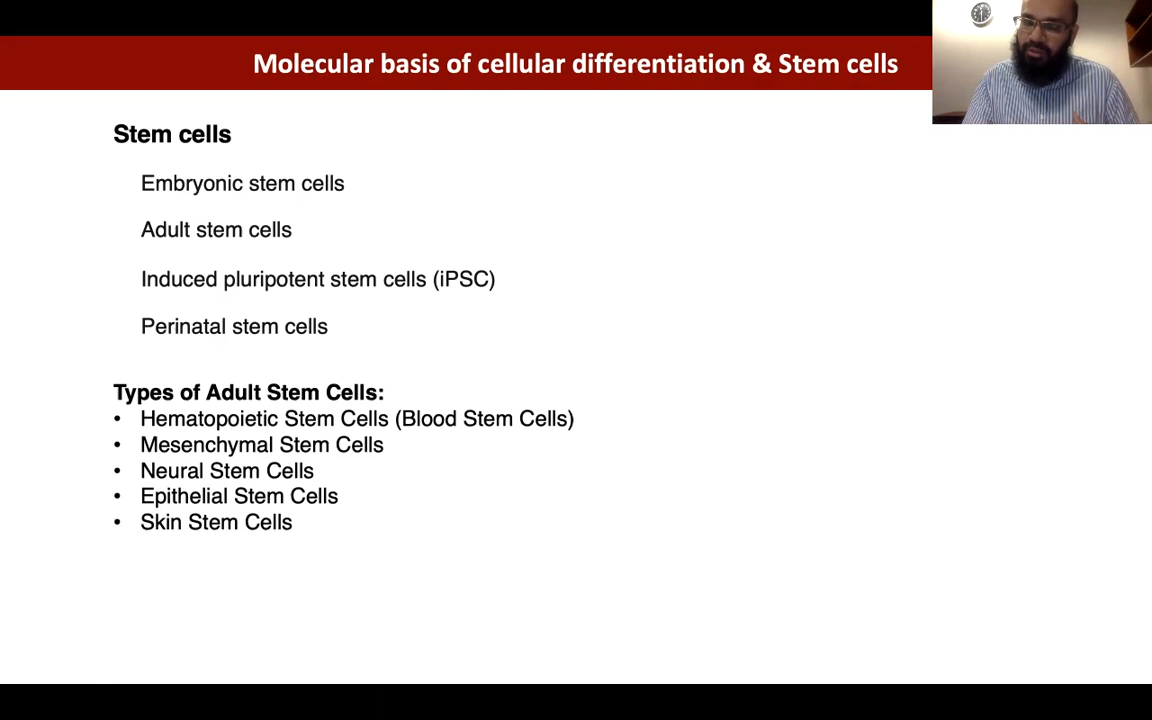 Molecular basis of cellular differentiation & Stem cells
Stem cells
Embryonic stem cells
Adult stem cells
Induced pluripotent stem cells (iPSC)
Perinatal stem cells
Types of Adult Stem Cells:
• Hematopoietic Stem Cells (Blood Stem Cells)
• Mesenchymal Stem Cells
• Neural Stem Cells
• Epithelial Stem Cells
• Skin Stem Cells